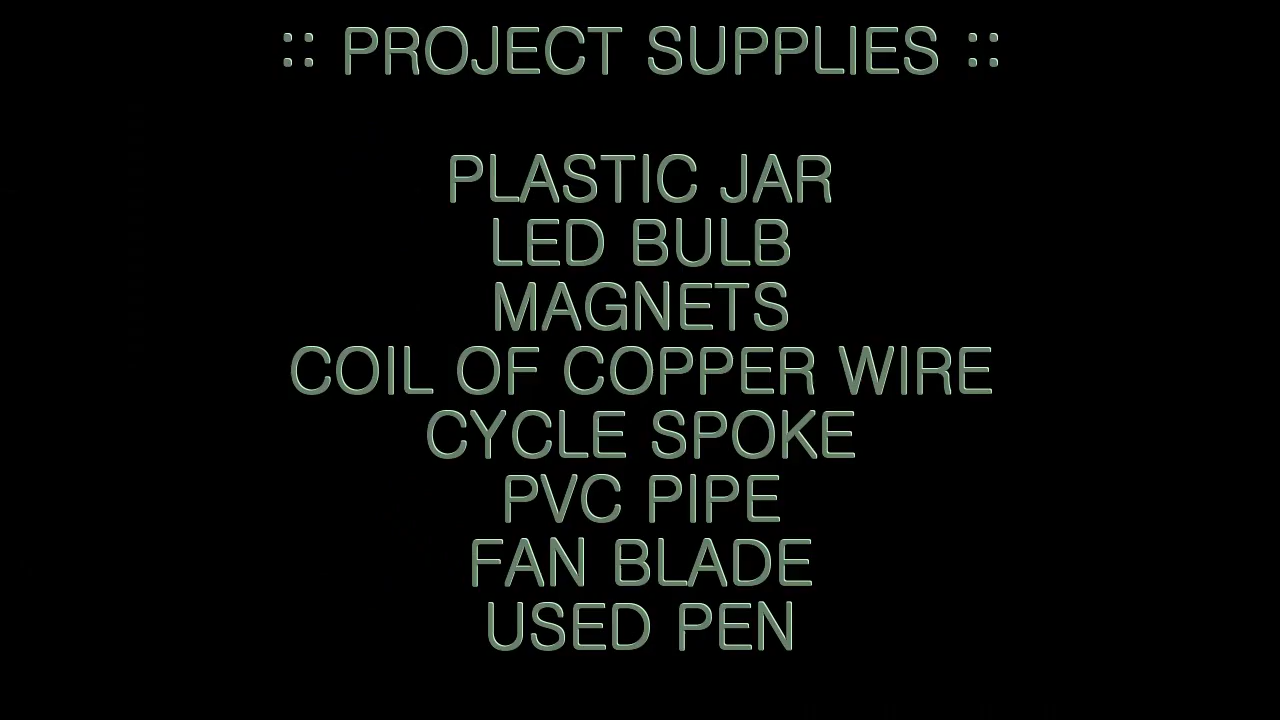 :: PROJECT SUPPLIES ::
PLASTIC JAR
LED BULB
MAGNETS
COIL OF COPPER WIRE
CYCLE SPOKE
PVC PIPE
FAN BLADE
USED PEN